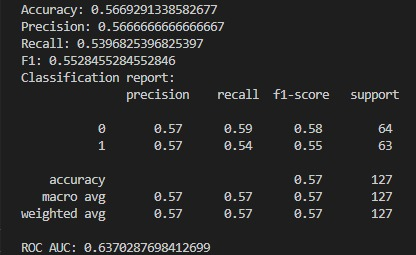 Accuracy: 0.5669291338582677
Precision: 0.5666666666666667
Recall: 0.5396825396825397
F1: 0.5528455284552846
Classification report:
precision recall f1-score support
0 0.57 0.59 0.58 64
1 0.57 0.54 0.55 63
accuracy 0.57 127
macro avg 0.57 0.57 0.57 127
weighted avg 0.57 0.57 0.57 127
ROC AUC: 0.6370287698412699